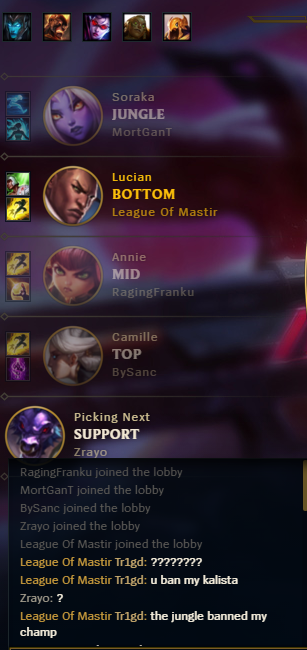 Soraka
JUNGLE
MortGanT
Lucian
BOTTOM
League Of Mastir
Annie
MID
RagingFranku
Camille
TOP
BySanc
Picking Next
SUPPORT
Zrayo
RagingFranku joined the lobby
MortGanT joined the lobby
BySanc joined the lobby
Zrayo joined the lobby
League Of Mastir joined the lobby
League Of Mastir Tr1gd: ????????
League Of Mastir Tr1gd: u ban my kalista
Zrayo: ?
League Of Mastir Tr1gd: the jungle banned my
champ